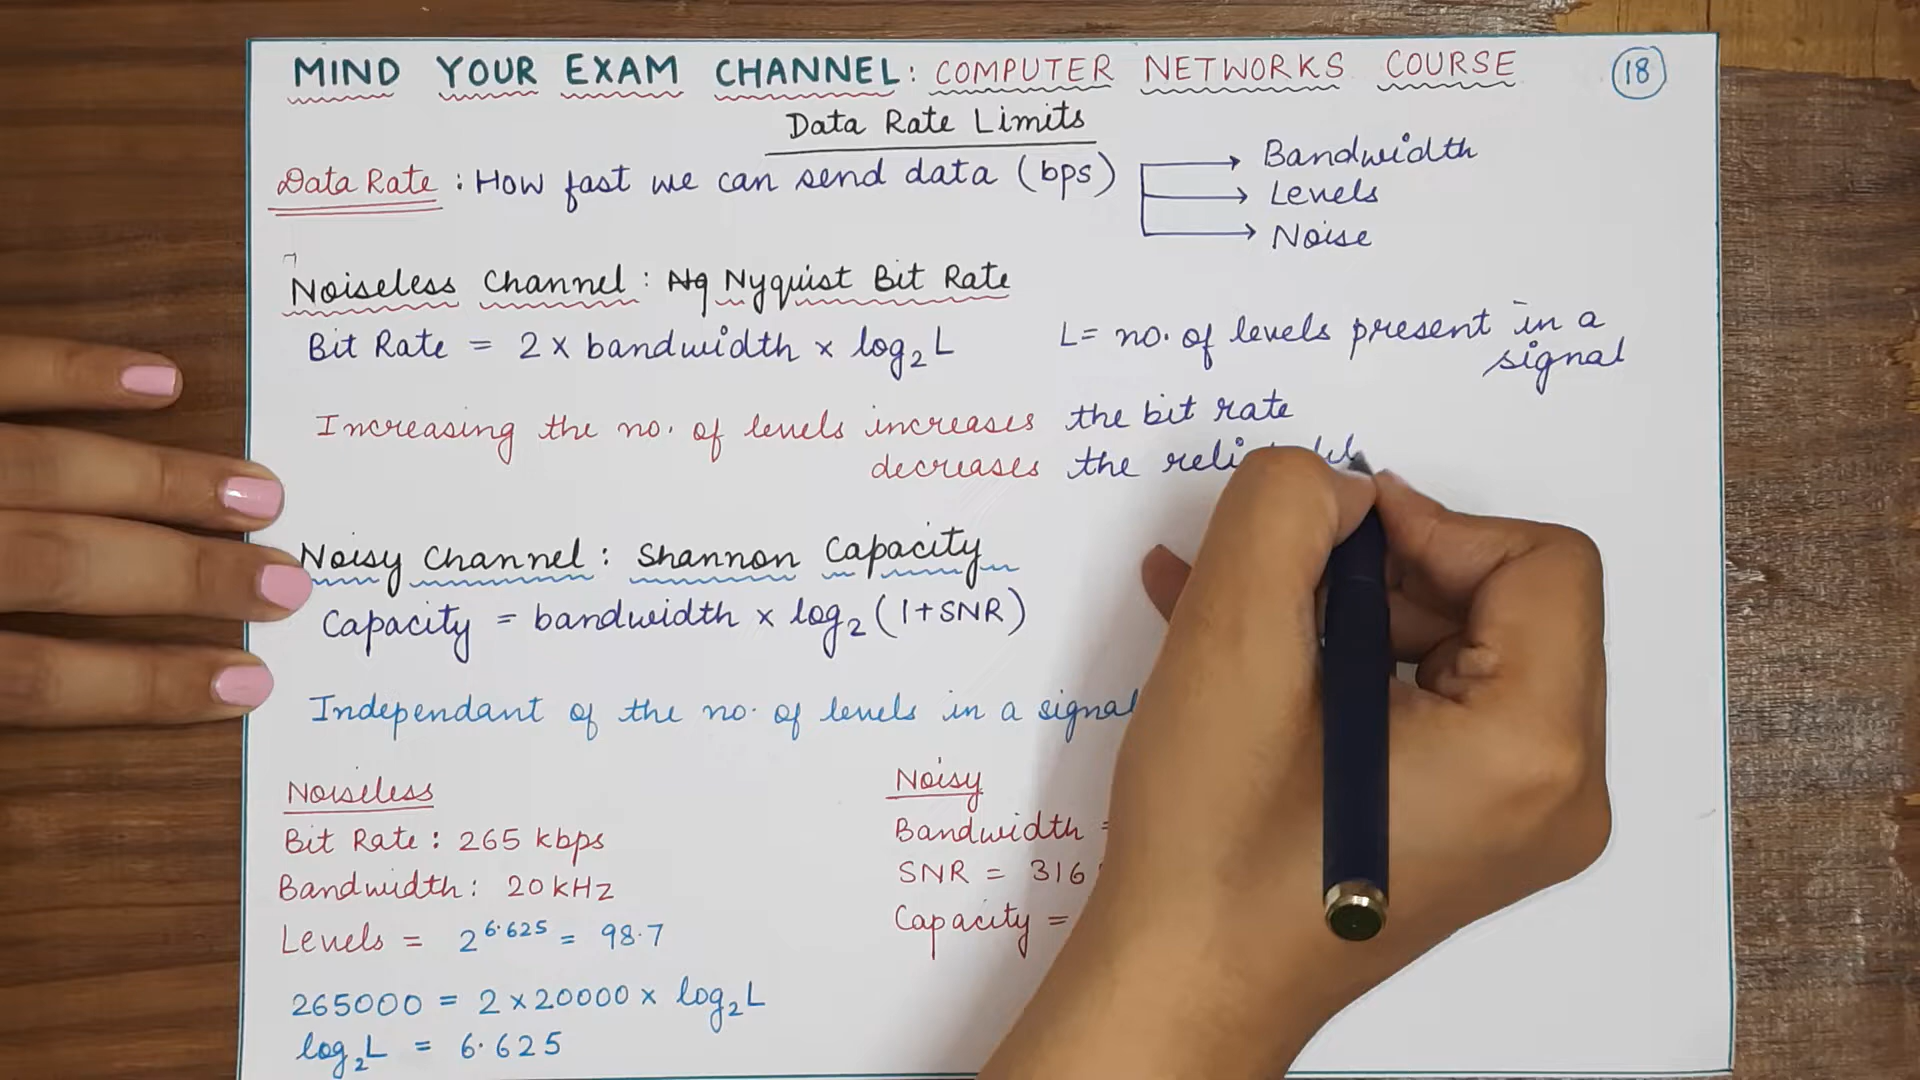 MIND YOUR EXAM CHANNEL: COMPUTER NETWORKS COURSE
18
Data Rate Limits
Data Rate : How fast we can send data (bps)
Bandwidth
Levels
Noise
Noiseless Channel : Nq Nyquist Bit Rate
Bit Rate = 2 x bandwidth x log₂ L
L = no. of levels present in a signal
Increasing the no. of levels increases the bit rate
decreases the
Noisy Channel : Shannon Capacity
Capacity = bandwidth x log₂ (1+SNR)
Independant of the no. of levels in a signal
Noiseless
Bit Rate : 265 kbps
Bandwidth : 20 kHz
Levels = 2^6.625 = 98.7
265000 = 2 x 20000 x log₂ L
log₂ L = 6.625
Noisy
Bandwidth =
SNR = 316
Capacity =